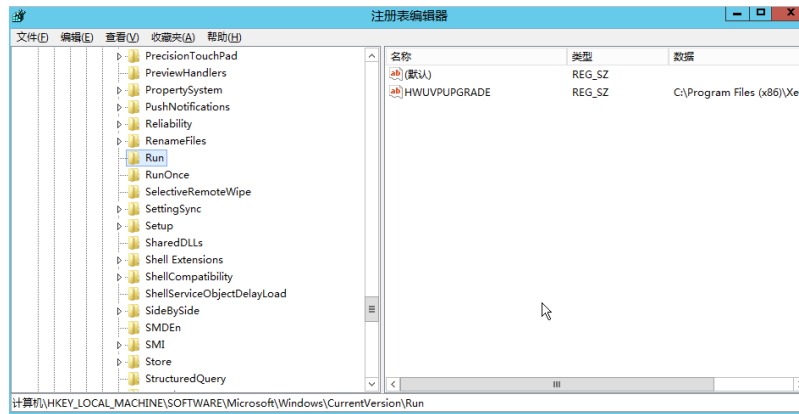 注册表编辑器
文件(F) 编辑(E) 查看(V) 收藏夹(A) 帮助(H)
PrecisionTouchPad
PreviewHandlers
PropertySystem
PushNotifications
Reliability
RenameFiles
Run
RunOnce
SelectiveRemoteWipe
SettingSync
Setup
SharedDLLs
Shell Extensions
ShellCompatibility
ShellServiceObjectDelayLoad
SideBySide
SMDEn
SMI
Store
StructuredQuery
名称 类型 数据
ab (默认) REG_SZ
ab HWUVPUPGRADE REG_SZ C:\Program Files (x86)\Xe
计算机\HKEY_LOCAL_MACHINE\SOFTWARE\Microsoft\Windows\CurrentVersion\Run